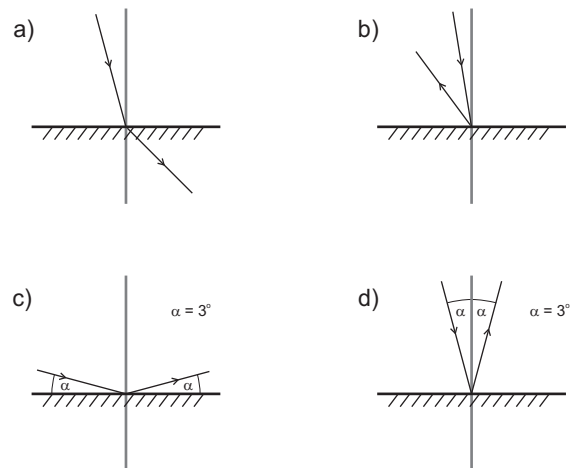 a)
b)
c)
α = 3°
α
α
d)
α = 3°
α α